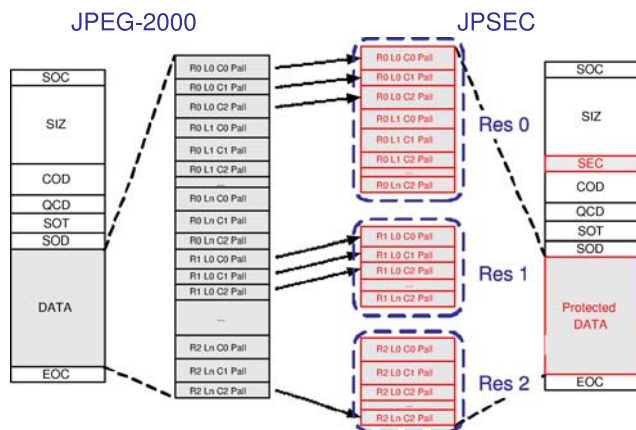 JPEG-2000
JPSEC
SOC
SIZ
COD
QCD
SOT
SOD
DATA
EOC
R0 L0 C0 Pall
R0 L0 C1 Pall
R0 L0 C2 Pall
R0 L1 C0 Pall
R0 L1 C1 Pall
R0 L1 C2 Pall
...
R0 Ln C0 Pall
R0 Ln C1 Pall
R0 Ln C2 Pall
R1 L0 C0 Pall
R1 L0 C1 Pall
R1 L0 C2 Pall
...
R2 Ln C0 Pall
R2 Ln C1 Pall
R2 Ln C2 Pall
R0 L0 C0 Pall
R0 L0 C1 Pall
R0 L0 C2 Pall
R0 L1 C0 Pall
R0 L1 C1 Pall
R0 L1 C2 Pall
...
R0 Ln C2 Pall
Res 0
R1 L0 C0 Pall
R1 L0 C1 Pall
R1 L0 C2 Pall
...
R1 Ln C2 Pall
Res 1
R2 L0 C0 Pall
R2 L0 C1 Pall
R2 L0 C2 Pall
...
R2 Ln C2 Pall
Res 2
SOC
SIZ
SEC
COD
QCD
SOT
SOD
Protected
DATA
EOC